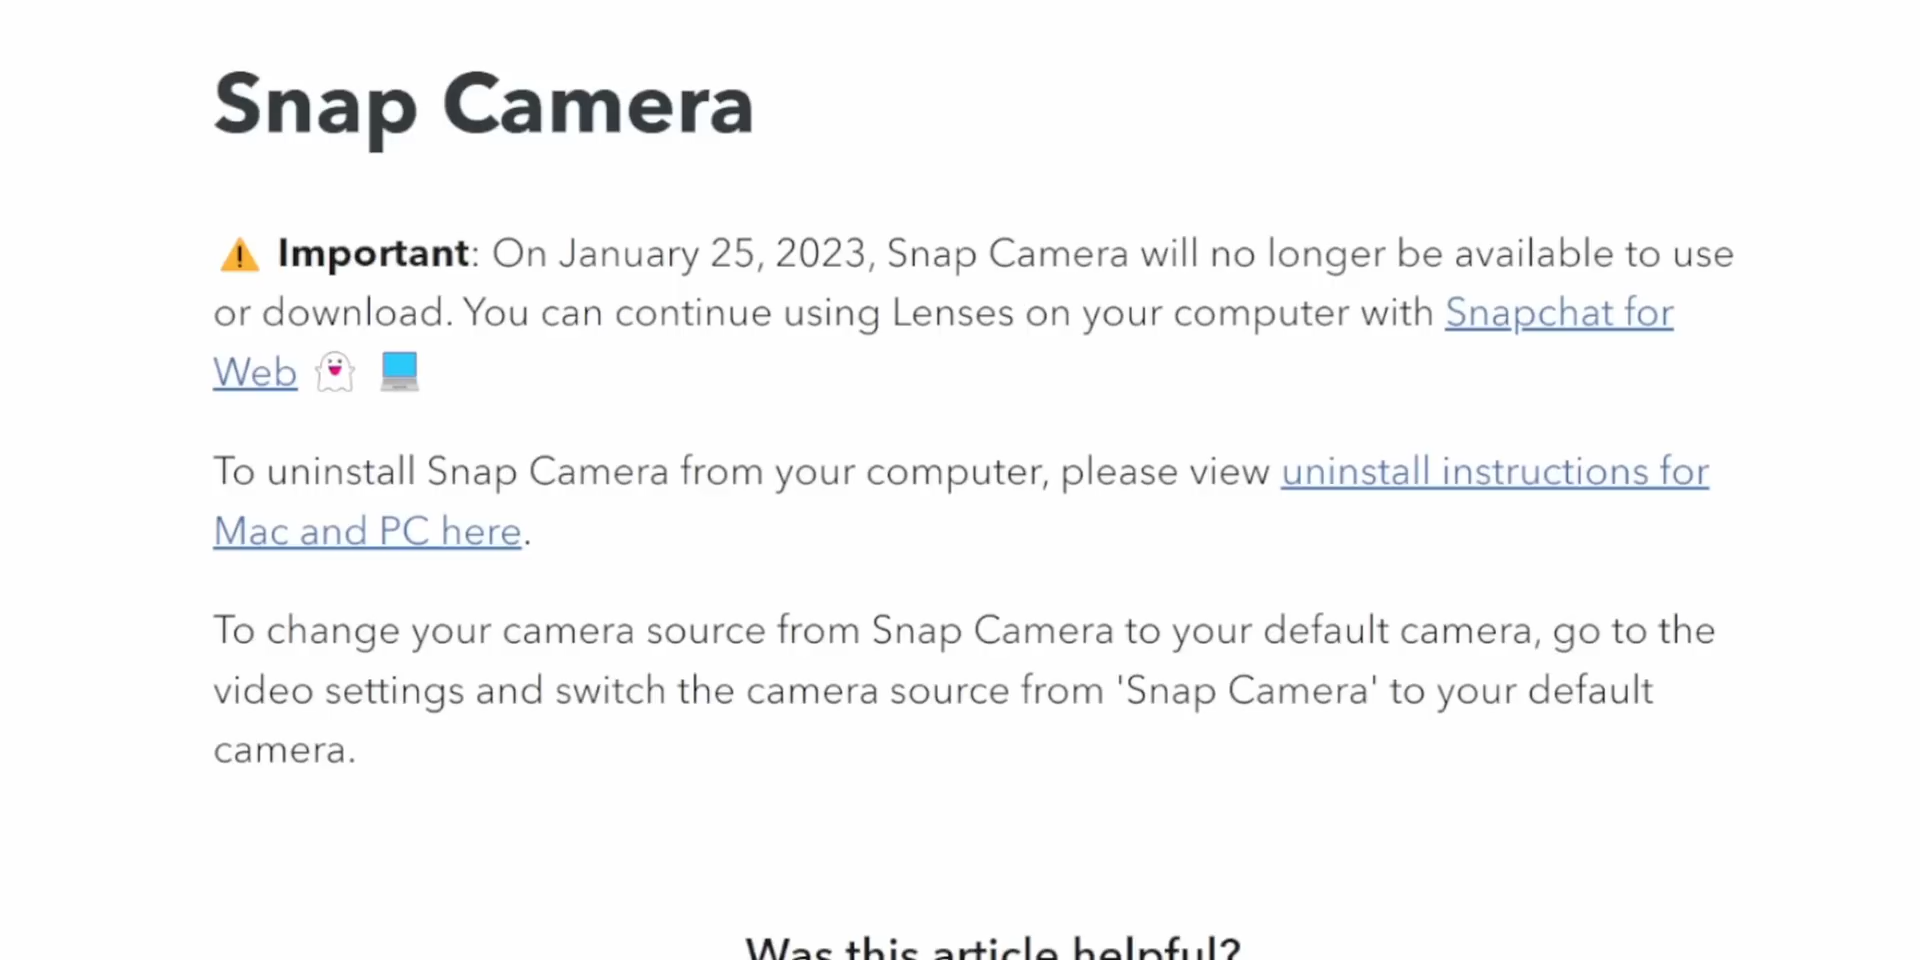 Snap Camera
⚠️ Important: On January 25, 2023, Snap Camera will no longer be available to use
or download. You can continue using Lenses on your computer with Snapchat for
Web 👻 💻
To uninstall Snap Camera from your computer, please view uninstall instructions for
Mac and PC here.
To change your camera source from Snap Camera to your default camera, go to the
video settings and switch the camera source from 'Snap Camera' to your default
camera.
Was this article helpful?